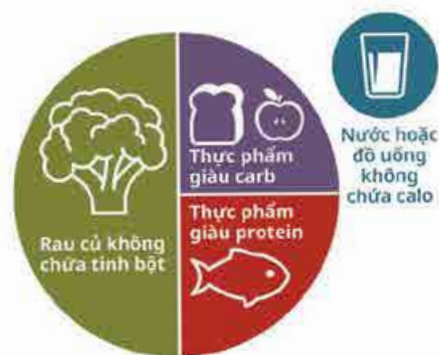 Rau củ không
chứa tinh bột
Thực phẩm
giàu carb
Thực phẩm
giàu protein
Nước hoặc
đồ uống
không
chứa calo